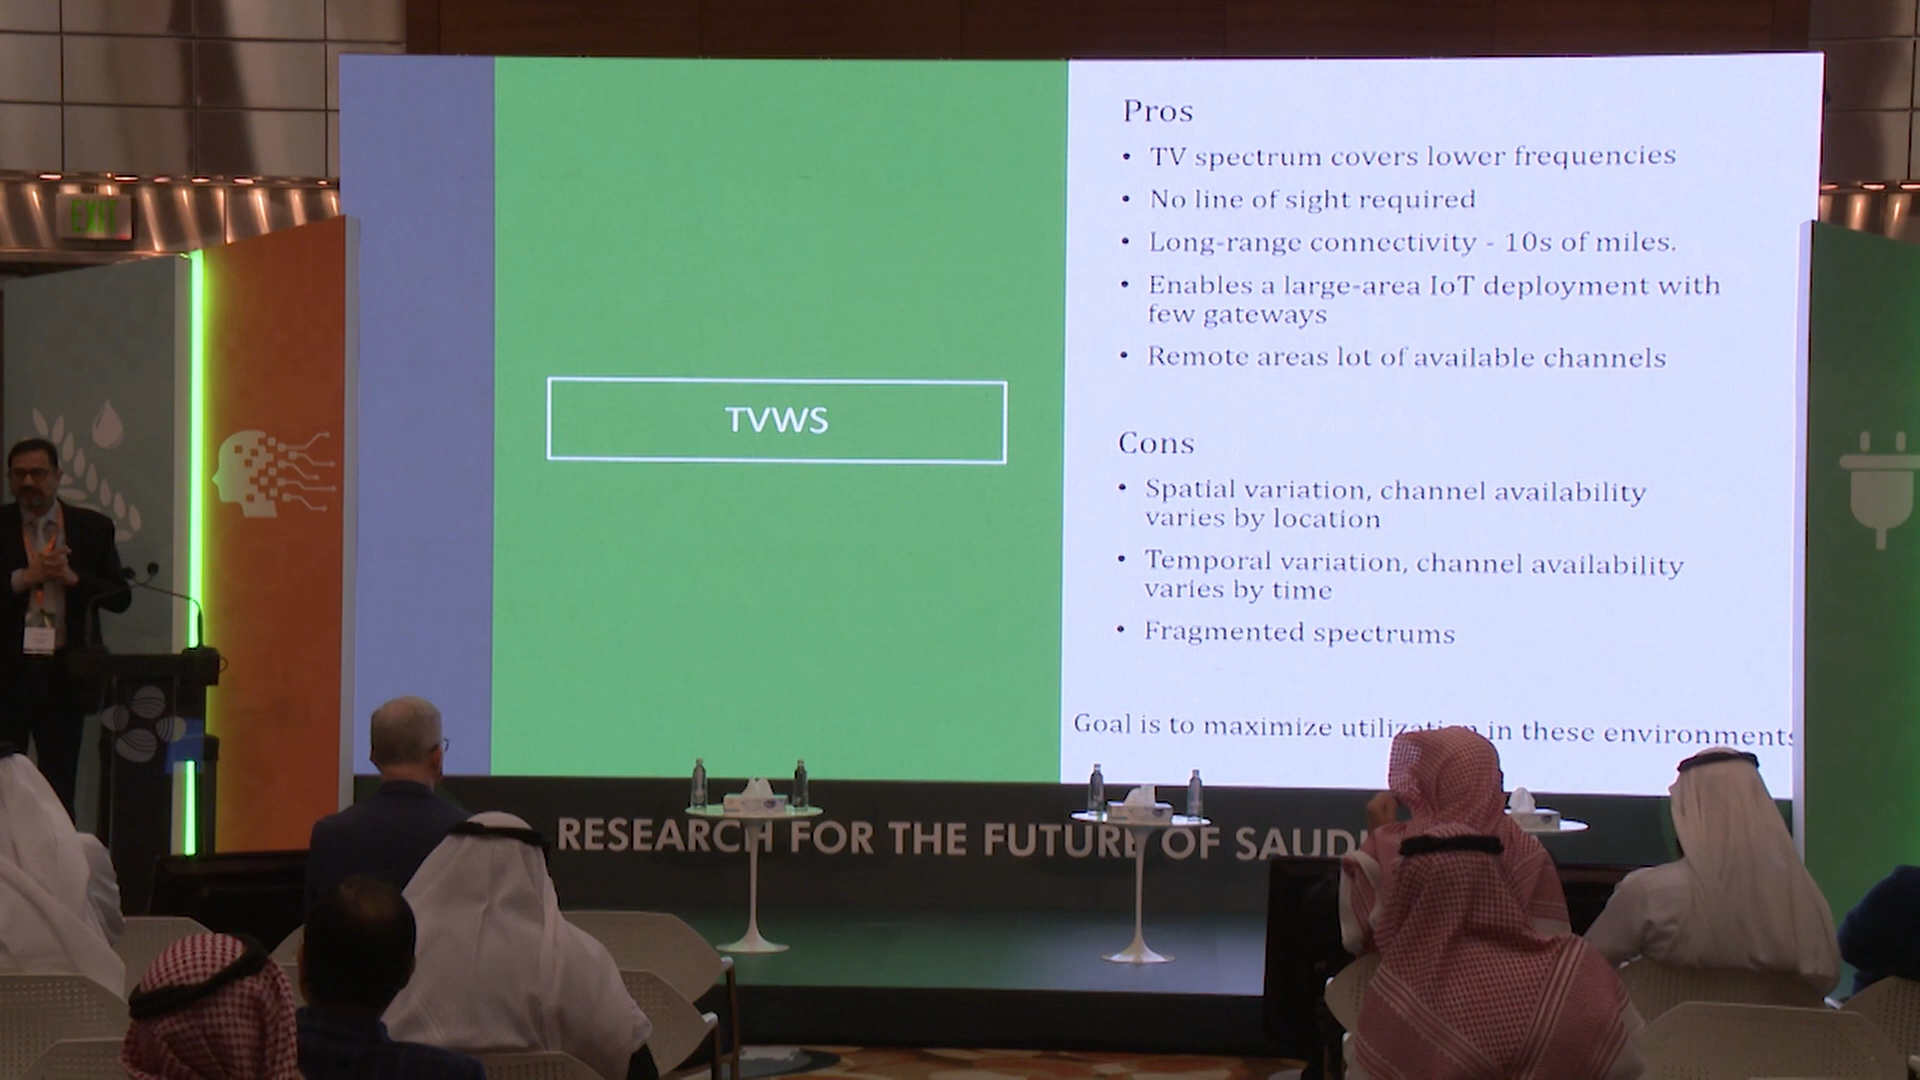 EXIT
TVWS
Pros
• TV spectrum covers lower frequencies
• No line of sight required
• Long-range connectivity - 10s of miles.
• Enables a large-area IoT deployment with
few gateways
• Remote areas lot of available channels
Cons
• Spatial variation, channel availability
varies by location
• Temporal variation, channel availability
varies by time
• Fragmented spectrums
Goal is to maximize utilization in these environments
RESEARCH FOR THE FUTURE OF SAUDI